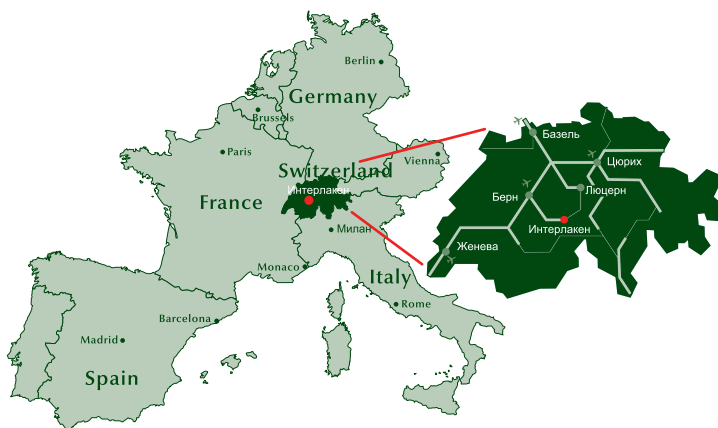 Berlin
Germany
Brussels
Paris
Vienna
Switzerland
Интерлакен
France
Милан
Monaco
Italy
Rome
Barcelona
Madrid
Spain
Базель
Цюрих
Люцерн
Берн
Интерлакен
Женева